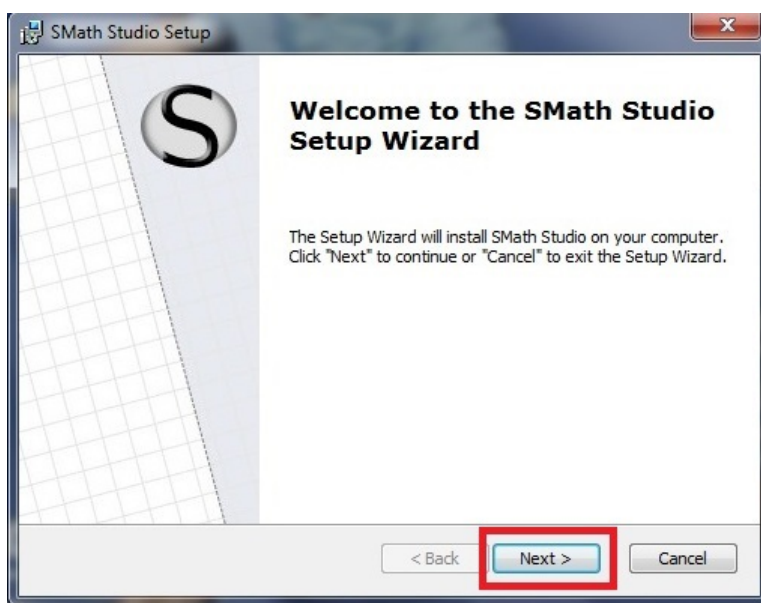 SMath Studio Setup
S
Welcome to the SMath Studio
Setup Wizard
The Setup Wizard will install SMath Studio on your computer.
Click "Next" to continue or "Cancel" to exit the Setup Wizard.
< Back Next > Cancel